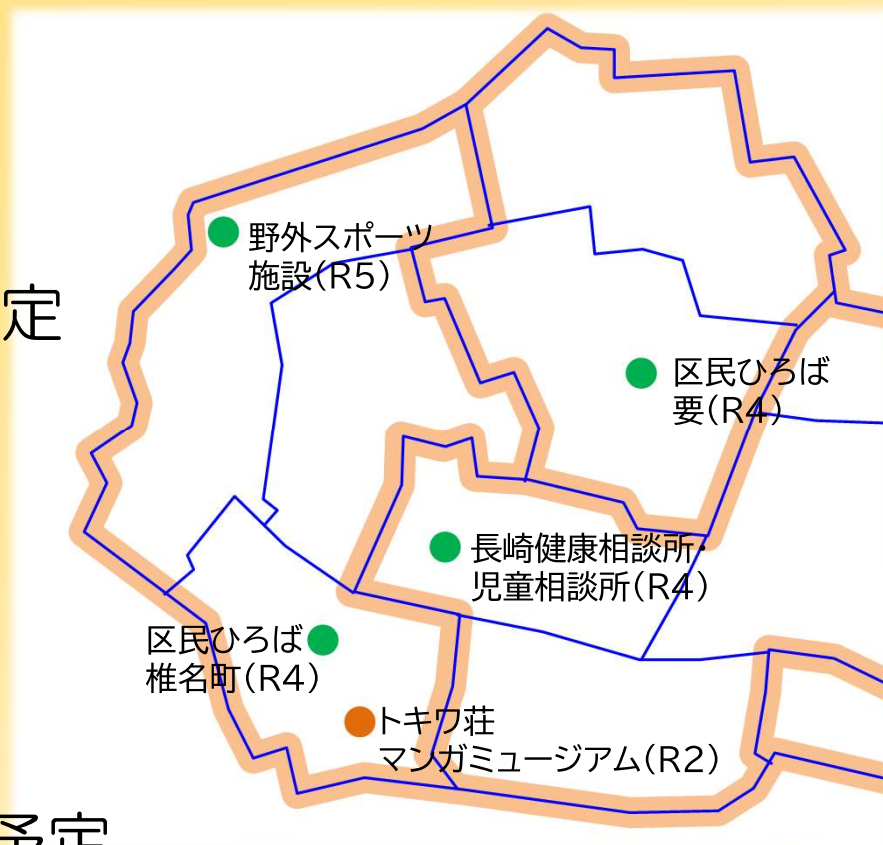 野外スポーツ
施設(R5)
定
区民ひろば
要(R4)
長崎健康相談所・
児童相談所(R4)
区民ひろば
椎名町(R4)
トキワ荘
マンガミュージアム(R2)
予定